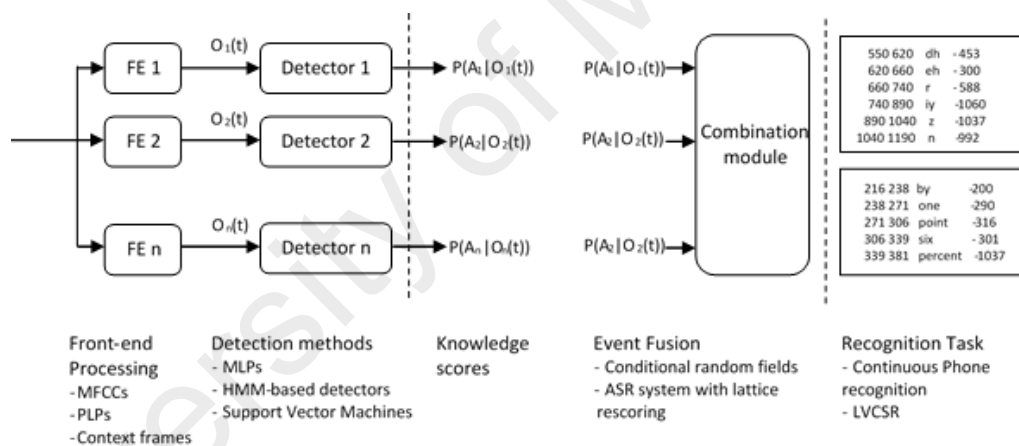 O₁(t)
FE 1
Detector 1
P(A₁|O₁(t))
P(A₁|O₁(t))
O₂(t)
FE 2
Detector 2
P(A₂|O₂(t))
P(A₂|O₂(t))
Oₙ(t)
FE n
Detector n
P(Aₙ|Oₙ(t))
P(A₂|O₂(t))
Combination
module
550 620 dh -453
620 660 eh -300
660 740 r -588
740 890 iy -1060
890 1040 z -1037
1040 1190 n -992
216 238 by -200
238 271 one -290
271 306 point -316
306 339 six -301
339 381 percent -1037
Front-end
Processing
-MFCCs
-PLPs
-Context frames
Detection methods
- MLPs
- HMM-based detectors
- Support Vector Machines
Knowledge
scores
Event Fusion
- Conditional random fields
- ASR system with lattice
rescoring
Recognition Task
- Continuous Phone
recognition
- LVCSR
ersity of M